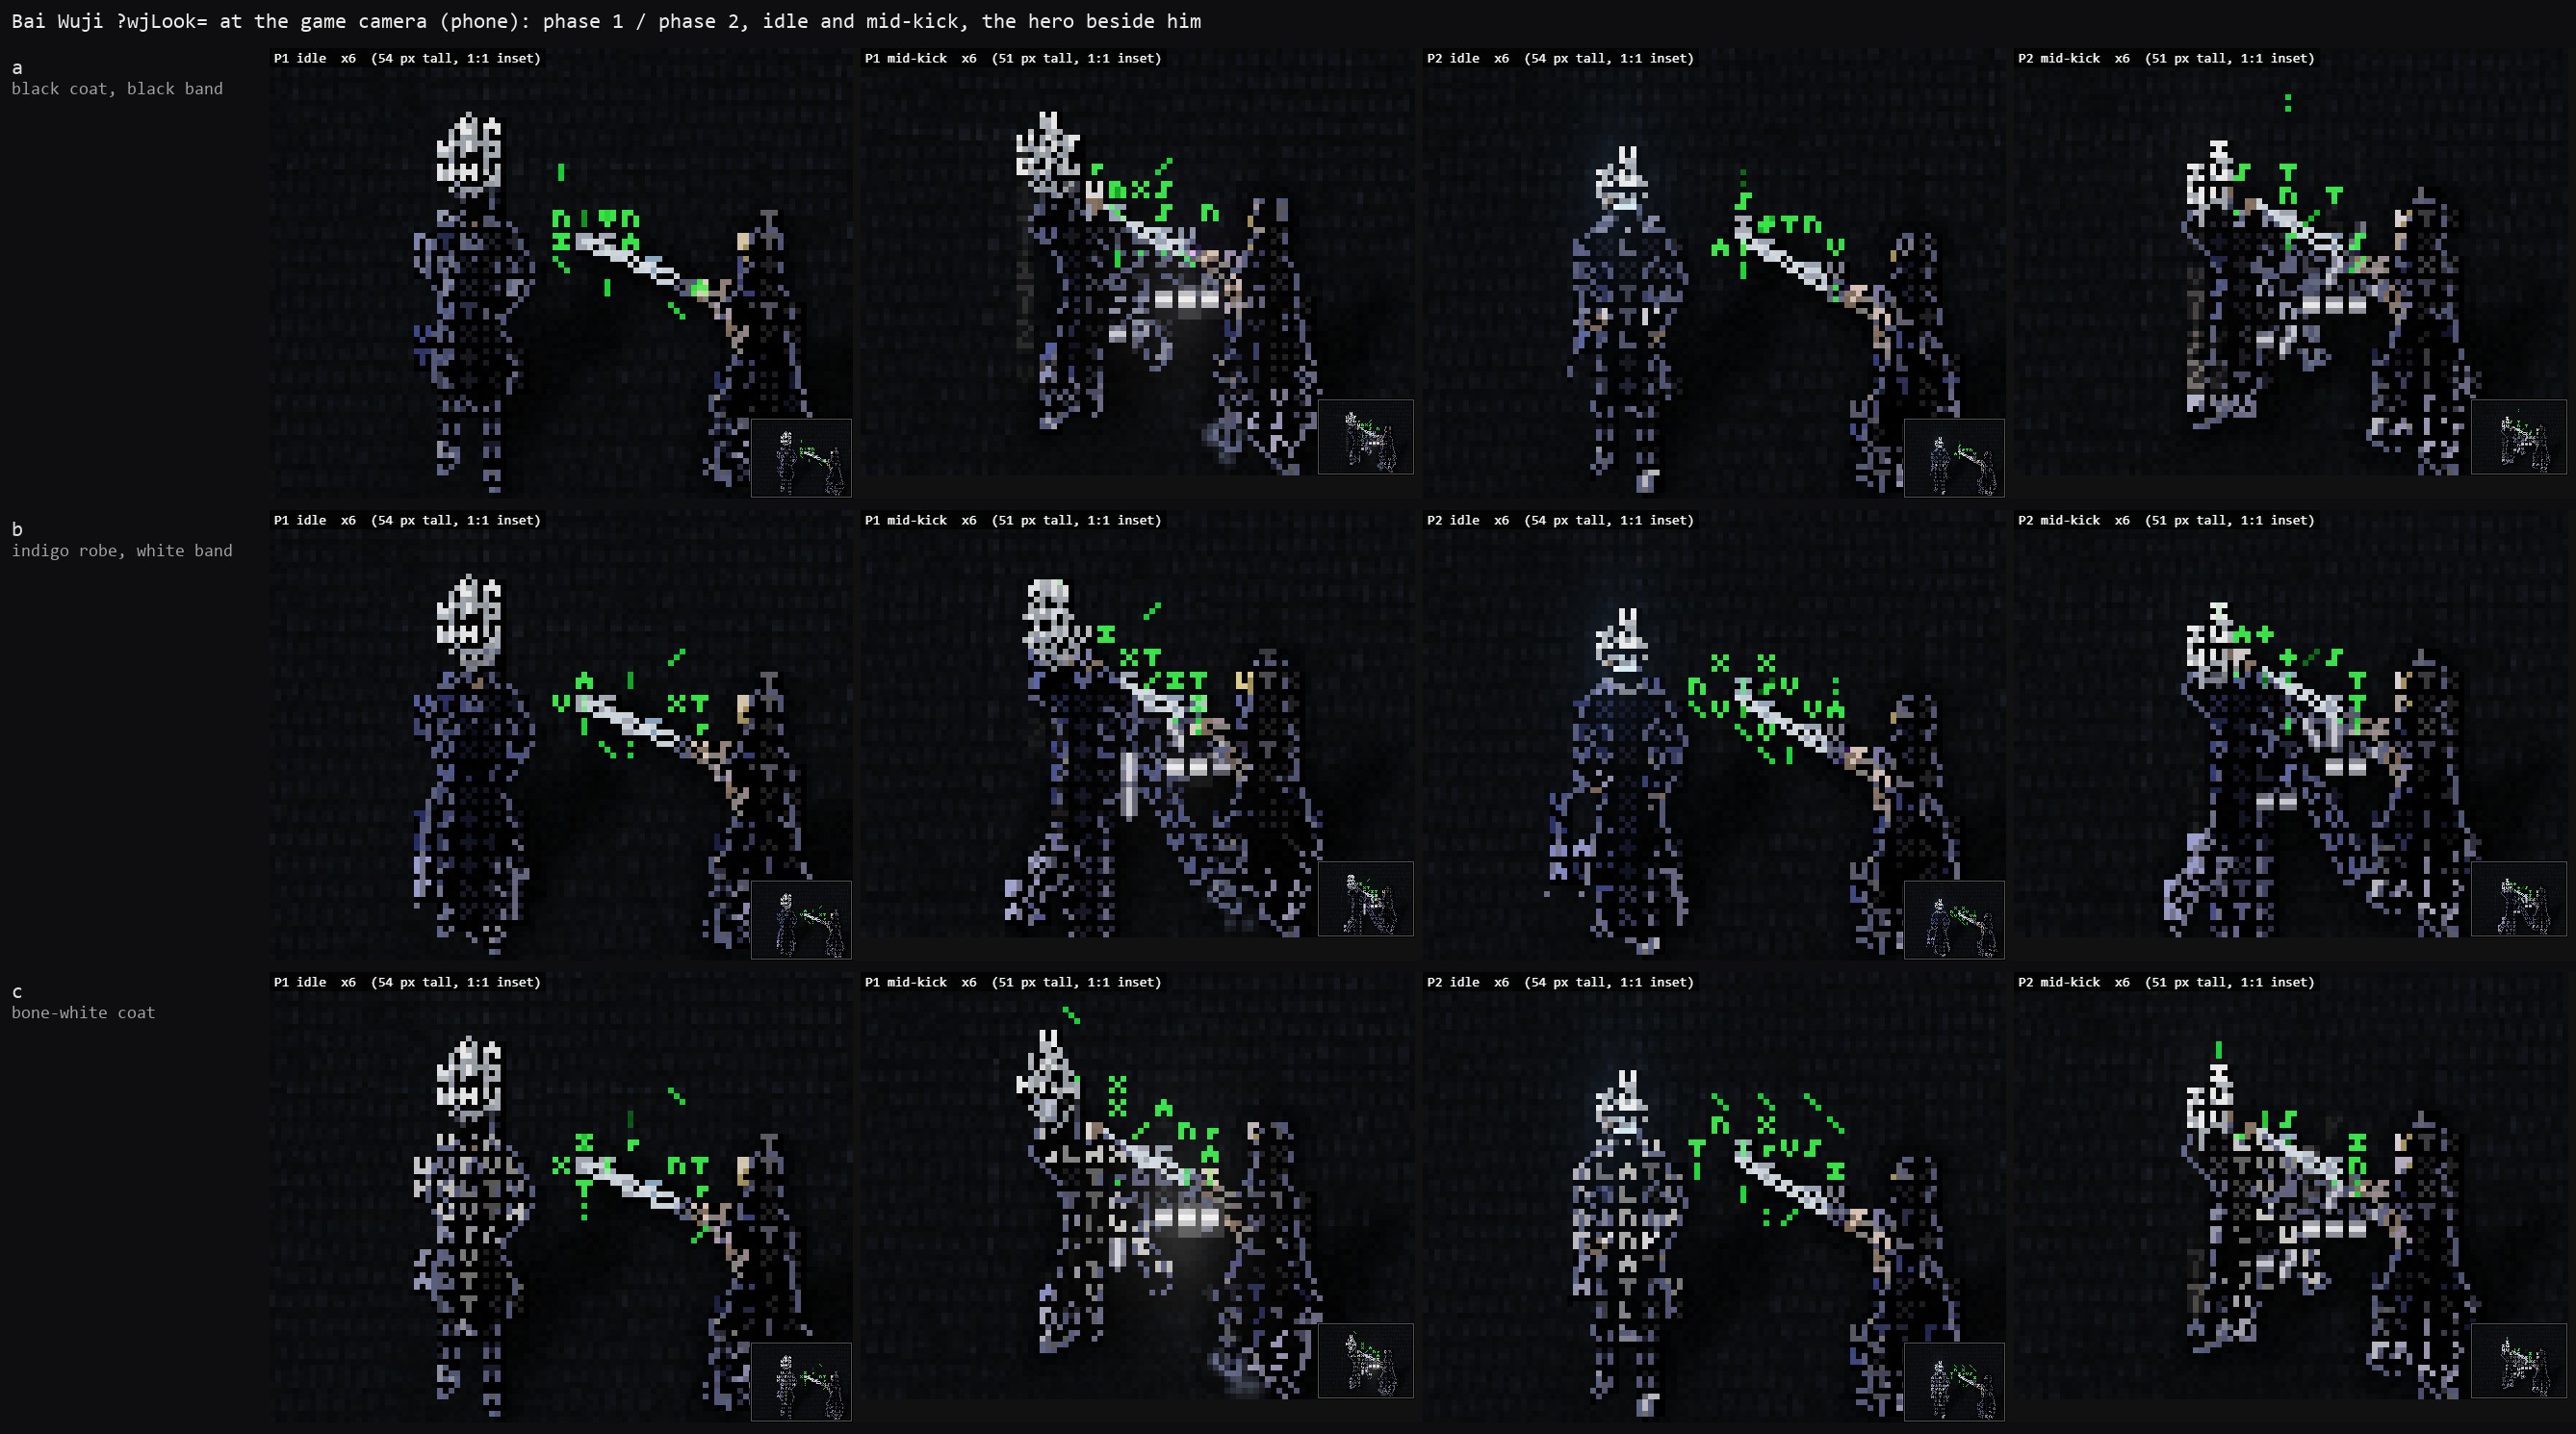 Bai Wuji ?wjLook= at the game camera (phone): phase 1 / phase 2, idle and mid-kick, the hero beside him
a
black coat, black band
P1 idle  x6  (54 px tall, 1:1 inset)
P1 mid-kick  x6  (51 px tall, 1:1 inset)
P2 idle  x6  (54 px tall, 1:1 inset)
P2 mid-kick  x6  (51 px tall, 1:1 inset)
b
indigo robe, white band
P1 idle  x6  (54 px tall, 1:1 inset)
P1 mid-kick  x6  (51 px tall, 1:1 inset)
P2 idle  x6  (54 px tall, 1:1 inset)
P2 mid-kick  x6  (51 px tall, 1:1 inset)
c
bone-white coat
P1 idle  x6  (54 px tall, 1:1 inset)
P1 mid-kick  x6  (51 px tall, 1:1 inset)
P2 idle  x6  (54 px tall, 1:1 inset)
P2 mid-kick  x6  (51 px tall, 1:1 inset)